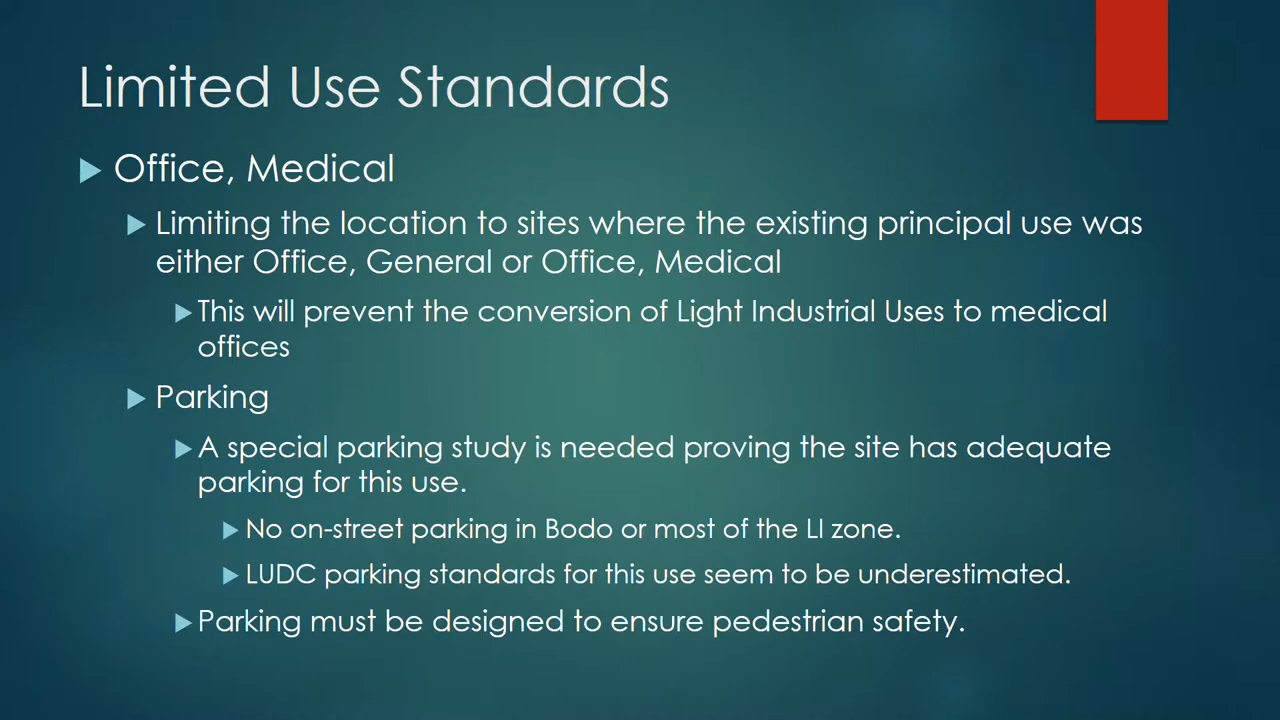 Limited Use Standards
Office, Medical
Limiting the location to sites where the existing principal use was
either Office, General or Office, Medical
This will prevent the conversion of Light Industrial Uses to medical
offices
Parking
A special parking study is needed proving the site has adequate
parking for this use.
No on-street parking in Bodo or most of the LI zone.
LUDC parking standards for this use seem to be underestimated.
Parking must be designed to ensure pedestrian safety.